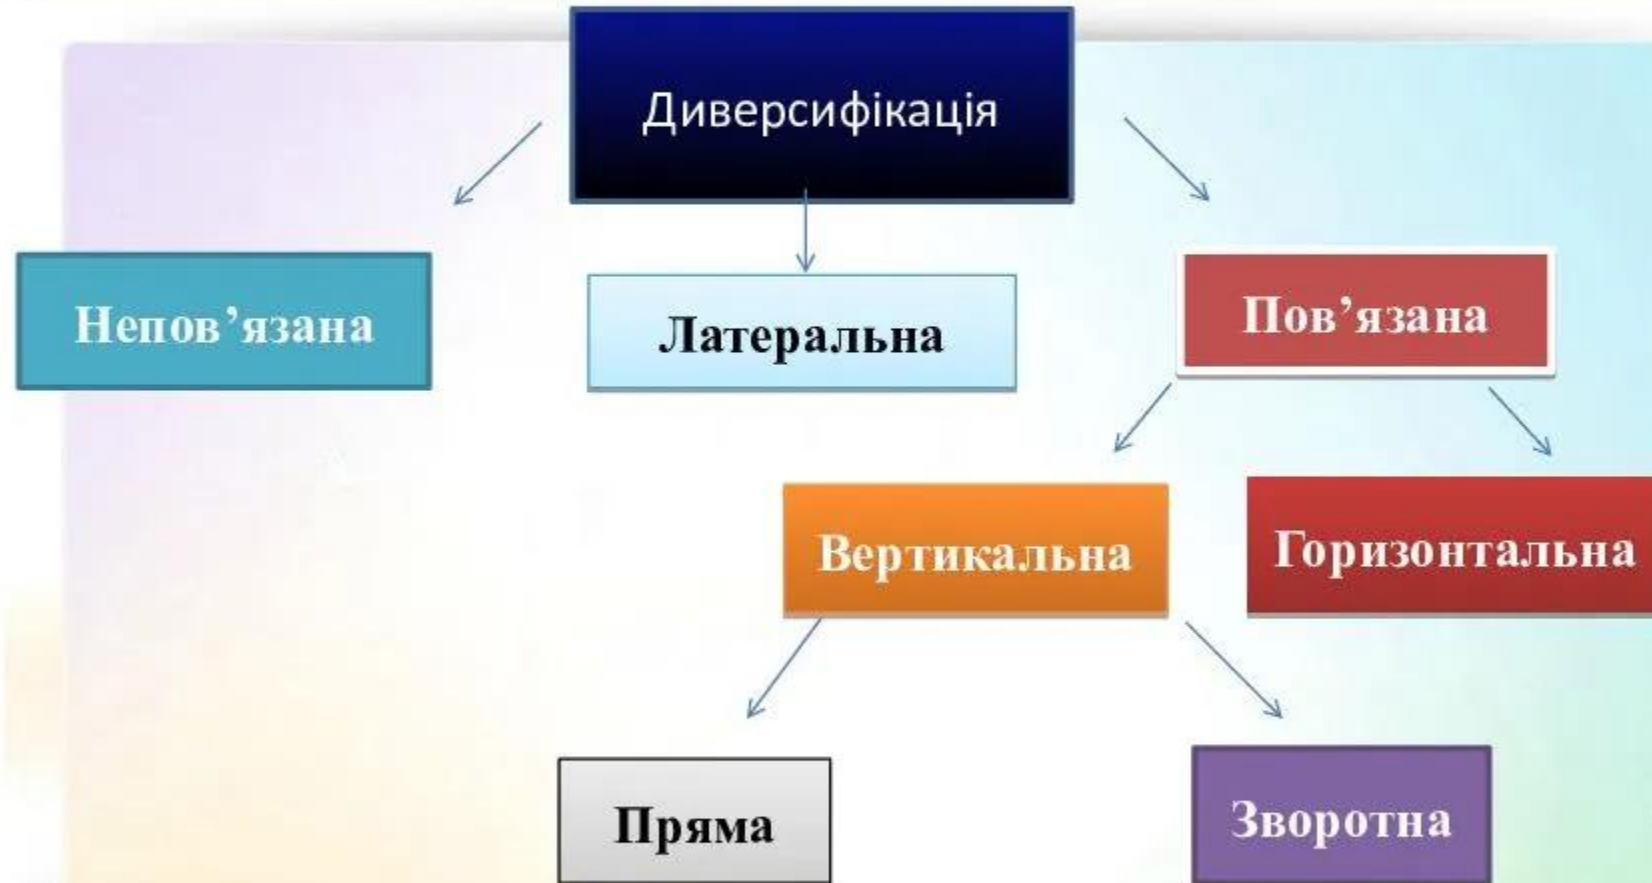 Диверсифікація
Непов’язана
Латеральна
Пов’язана
Вертикальна
Горизонтальна
Пряма
Зворотна